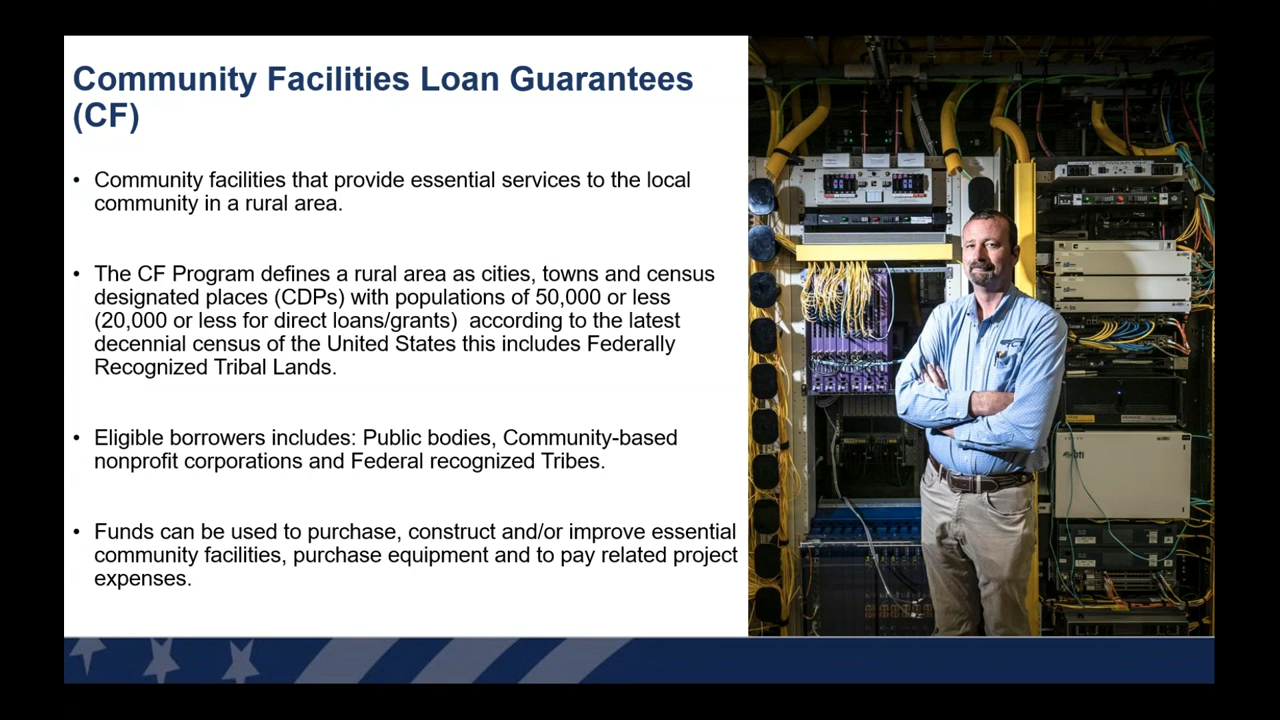 Community Facilities Loan Guarantees
(CF)
• Community facilities that provide essential services to the local
community in a rural area.
• The CF Program defines a rural area as cities, towns and census
designated places (CDPs) with populations of 50,000 or less
(20,000 or less for direct loans/grants) according to the latest
decennial census of the United States this includes Federally
Recognized Tribal Lands.
• Eligible borrowers includes: Public bodies, Community-based
nonprofit corporations and Federal recognized Tribes.
• Funds can be used to purchase, construct and/or improve essential
community facilities, purchase equipment and to pay related project
expenses.